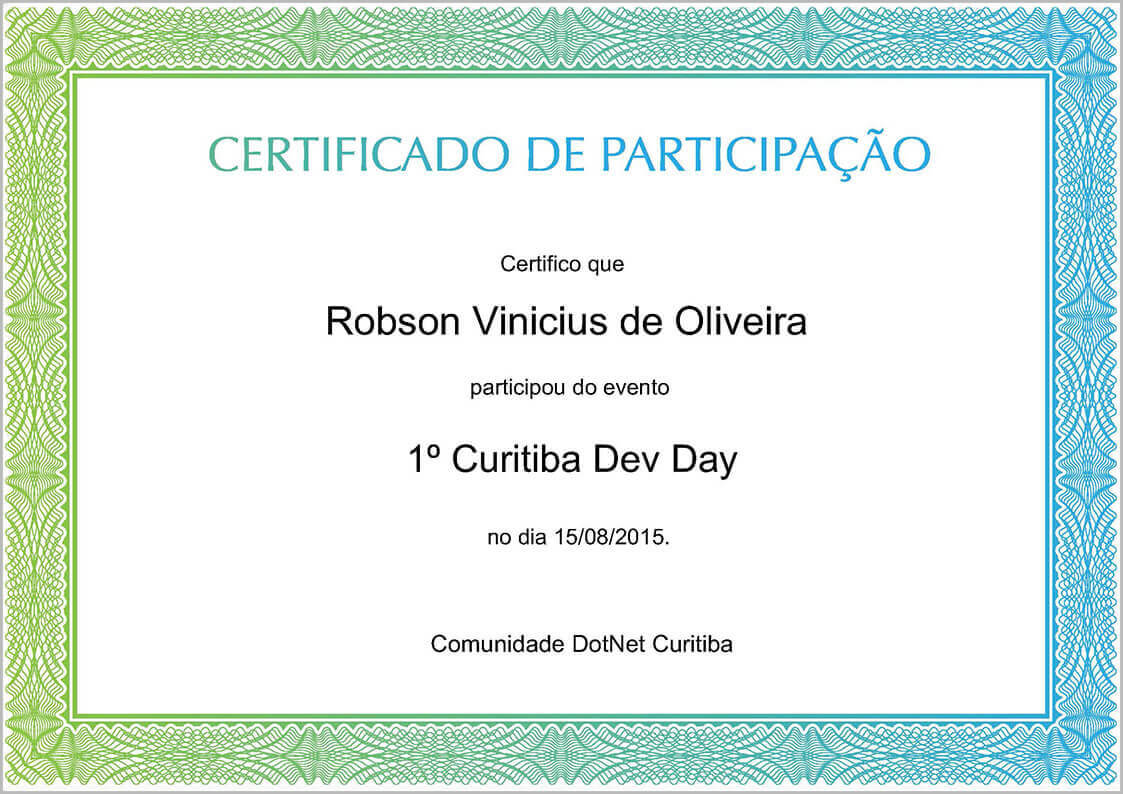 CERTIFICADO DE PARTICIPAÇÃO
Certifico que
Robson Vinicius de Oliveira
participou do evento
1º Curitiba Dev Day
no dia 15/08/2015.
Comunidade DotNet Curitiba